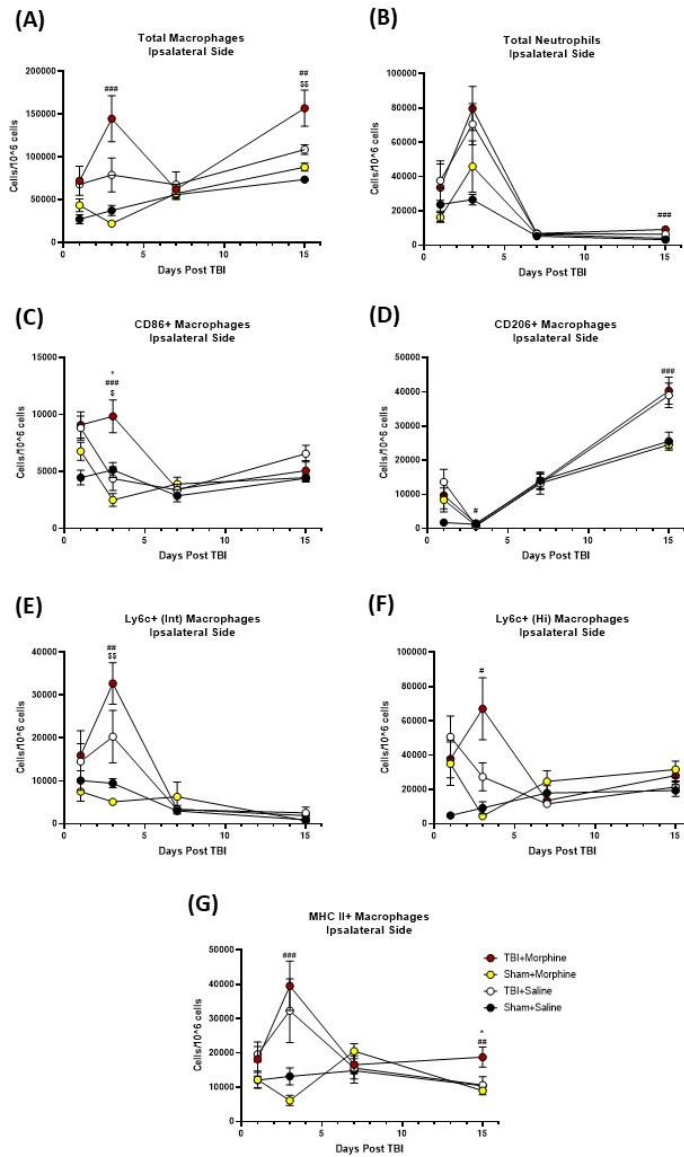 (A)
Total Macrophages
Ipsalateral Side
200000
150000
100000
50000
0
Cells/10^6 cells
###
##
$$
0
5
10
15
Days Post TBI
(B)
Total Neutrophils
Ipsalateral Side
100000
80000
60000
40000
20000
0
Cells/10^6 cells
###
0
5
10
15
Days Post TBI
(C)
CD86+ Macrophages
Ipsalateral Side
15000
10000
5000
0
Cells/10^6 cells
*
###
$
0
5
10
15
Days Post TBI
(D)
CD206+ Macrophages
Ipsalateral Side
50000
40000
30000
20000
10000
0
Cells/10^6 cells
#
###
0
5
10
15
Days Post TBI
(E)
Ly6c+ (Int) Macrophages
Ipsalateral Side
40000
30000
20000
10000
0
Cells/10^6 cells
##
$$
0
5
10
15
Days Post TBI
(F)
Ly6c+ (Hi) Macrophages
Ipsalateral Side
100000
80000
60000
40000
20000
0
Cells/10^6 cells
#
0
5
10
15
Days Post TBI
(G)
MHC II+ Macrophages
Ipsalateral Side
50000
40000
30000
20000
10000
0
Cells/10^6 cells
###
*
##
0
5
10
15
Days Post TBI
TBI+Morphine
Sham+Morphine
TBI+Saline
Sham+Saline